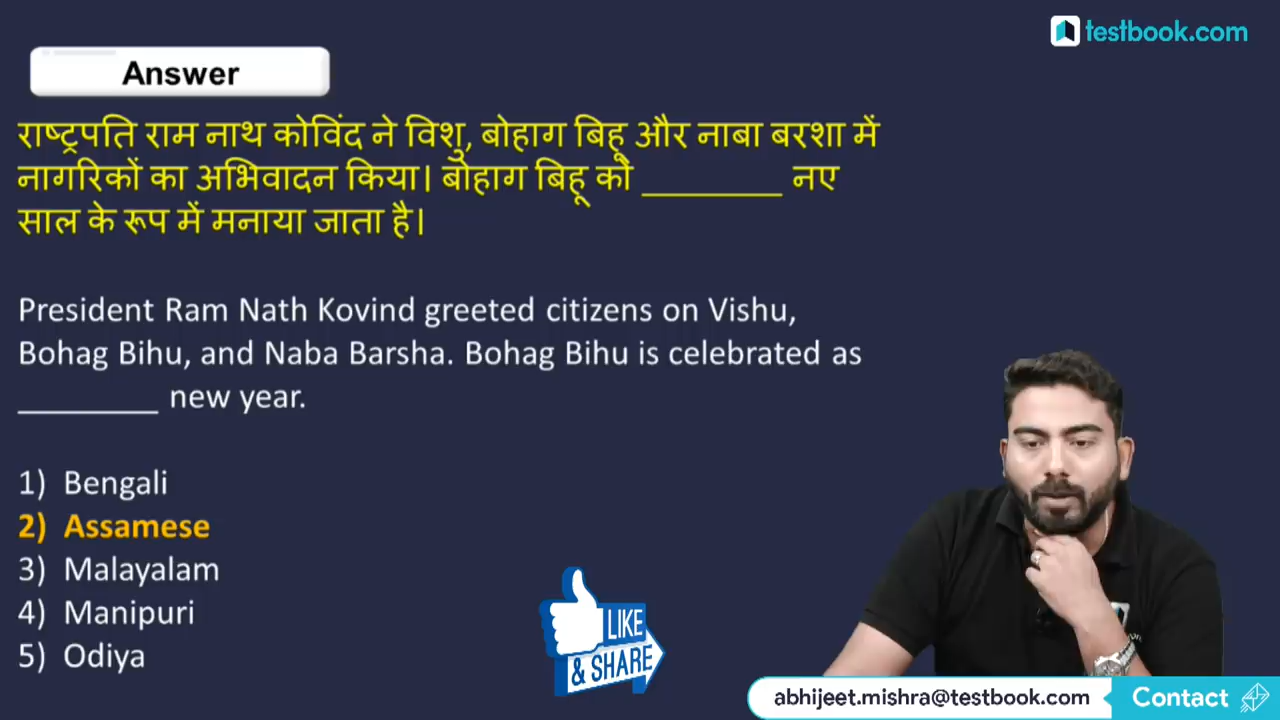 testbook.com
Answer
राष्ट्रपति राम नाथ कोविंद ने विशु, बोहाग बिहू और नाबा बरशा में
नागरिकों का अभिवादन किया। बोहाग बिहू को ________ नए
साल के रूप में मनाया जाता है।
President Ram Nath Kovind greeted citizens on Vishu,
Bohag Bihu, and Naba Barsha. Bohag Bihu is celebrated as
________ new year.
1) Bengali
2) Assamese
3) Malayalam
4) Manipuri
5) Odiya
LIKE
& SHARE
abhijeet.mishra@testbook.com Contact